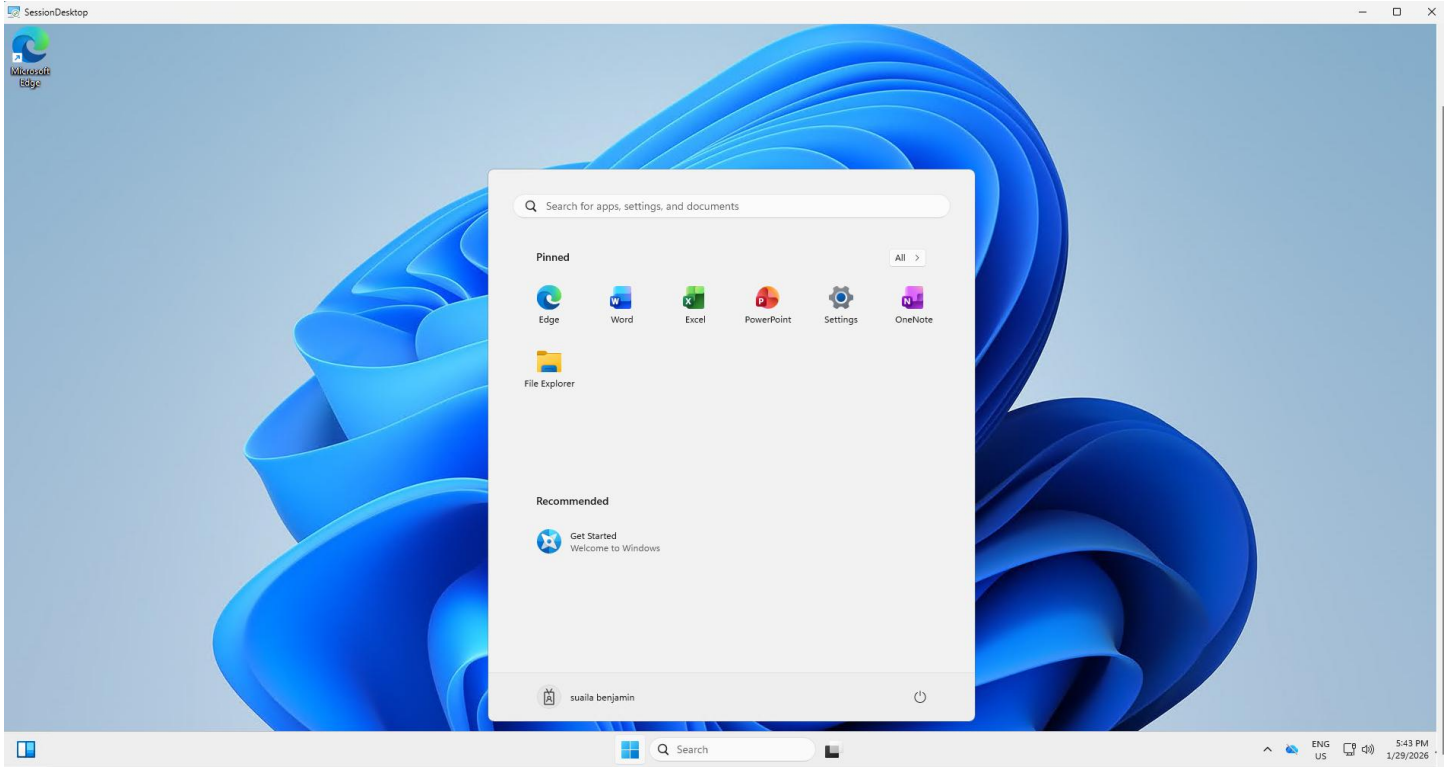 SessionDesktop
Microsoft
Edge
Search for apps, settings, and documents
Pinned
All
Edge
Word
Excel
PowerPoint
Settings
OneNote
File Explorer
Recommended
Get Started
Welcome to Windows
suaila benjamin
Search
ENG
US
5:43 PM
1/29/2026